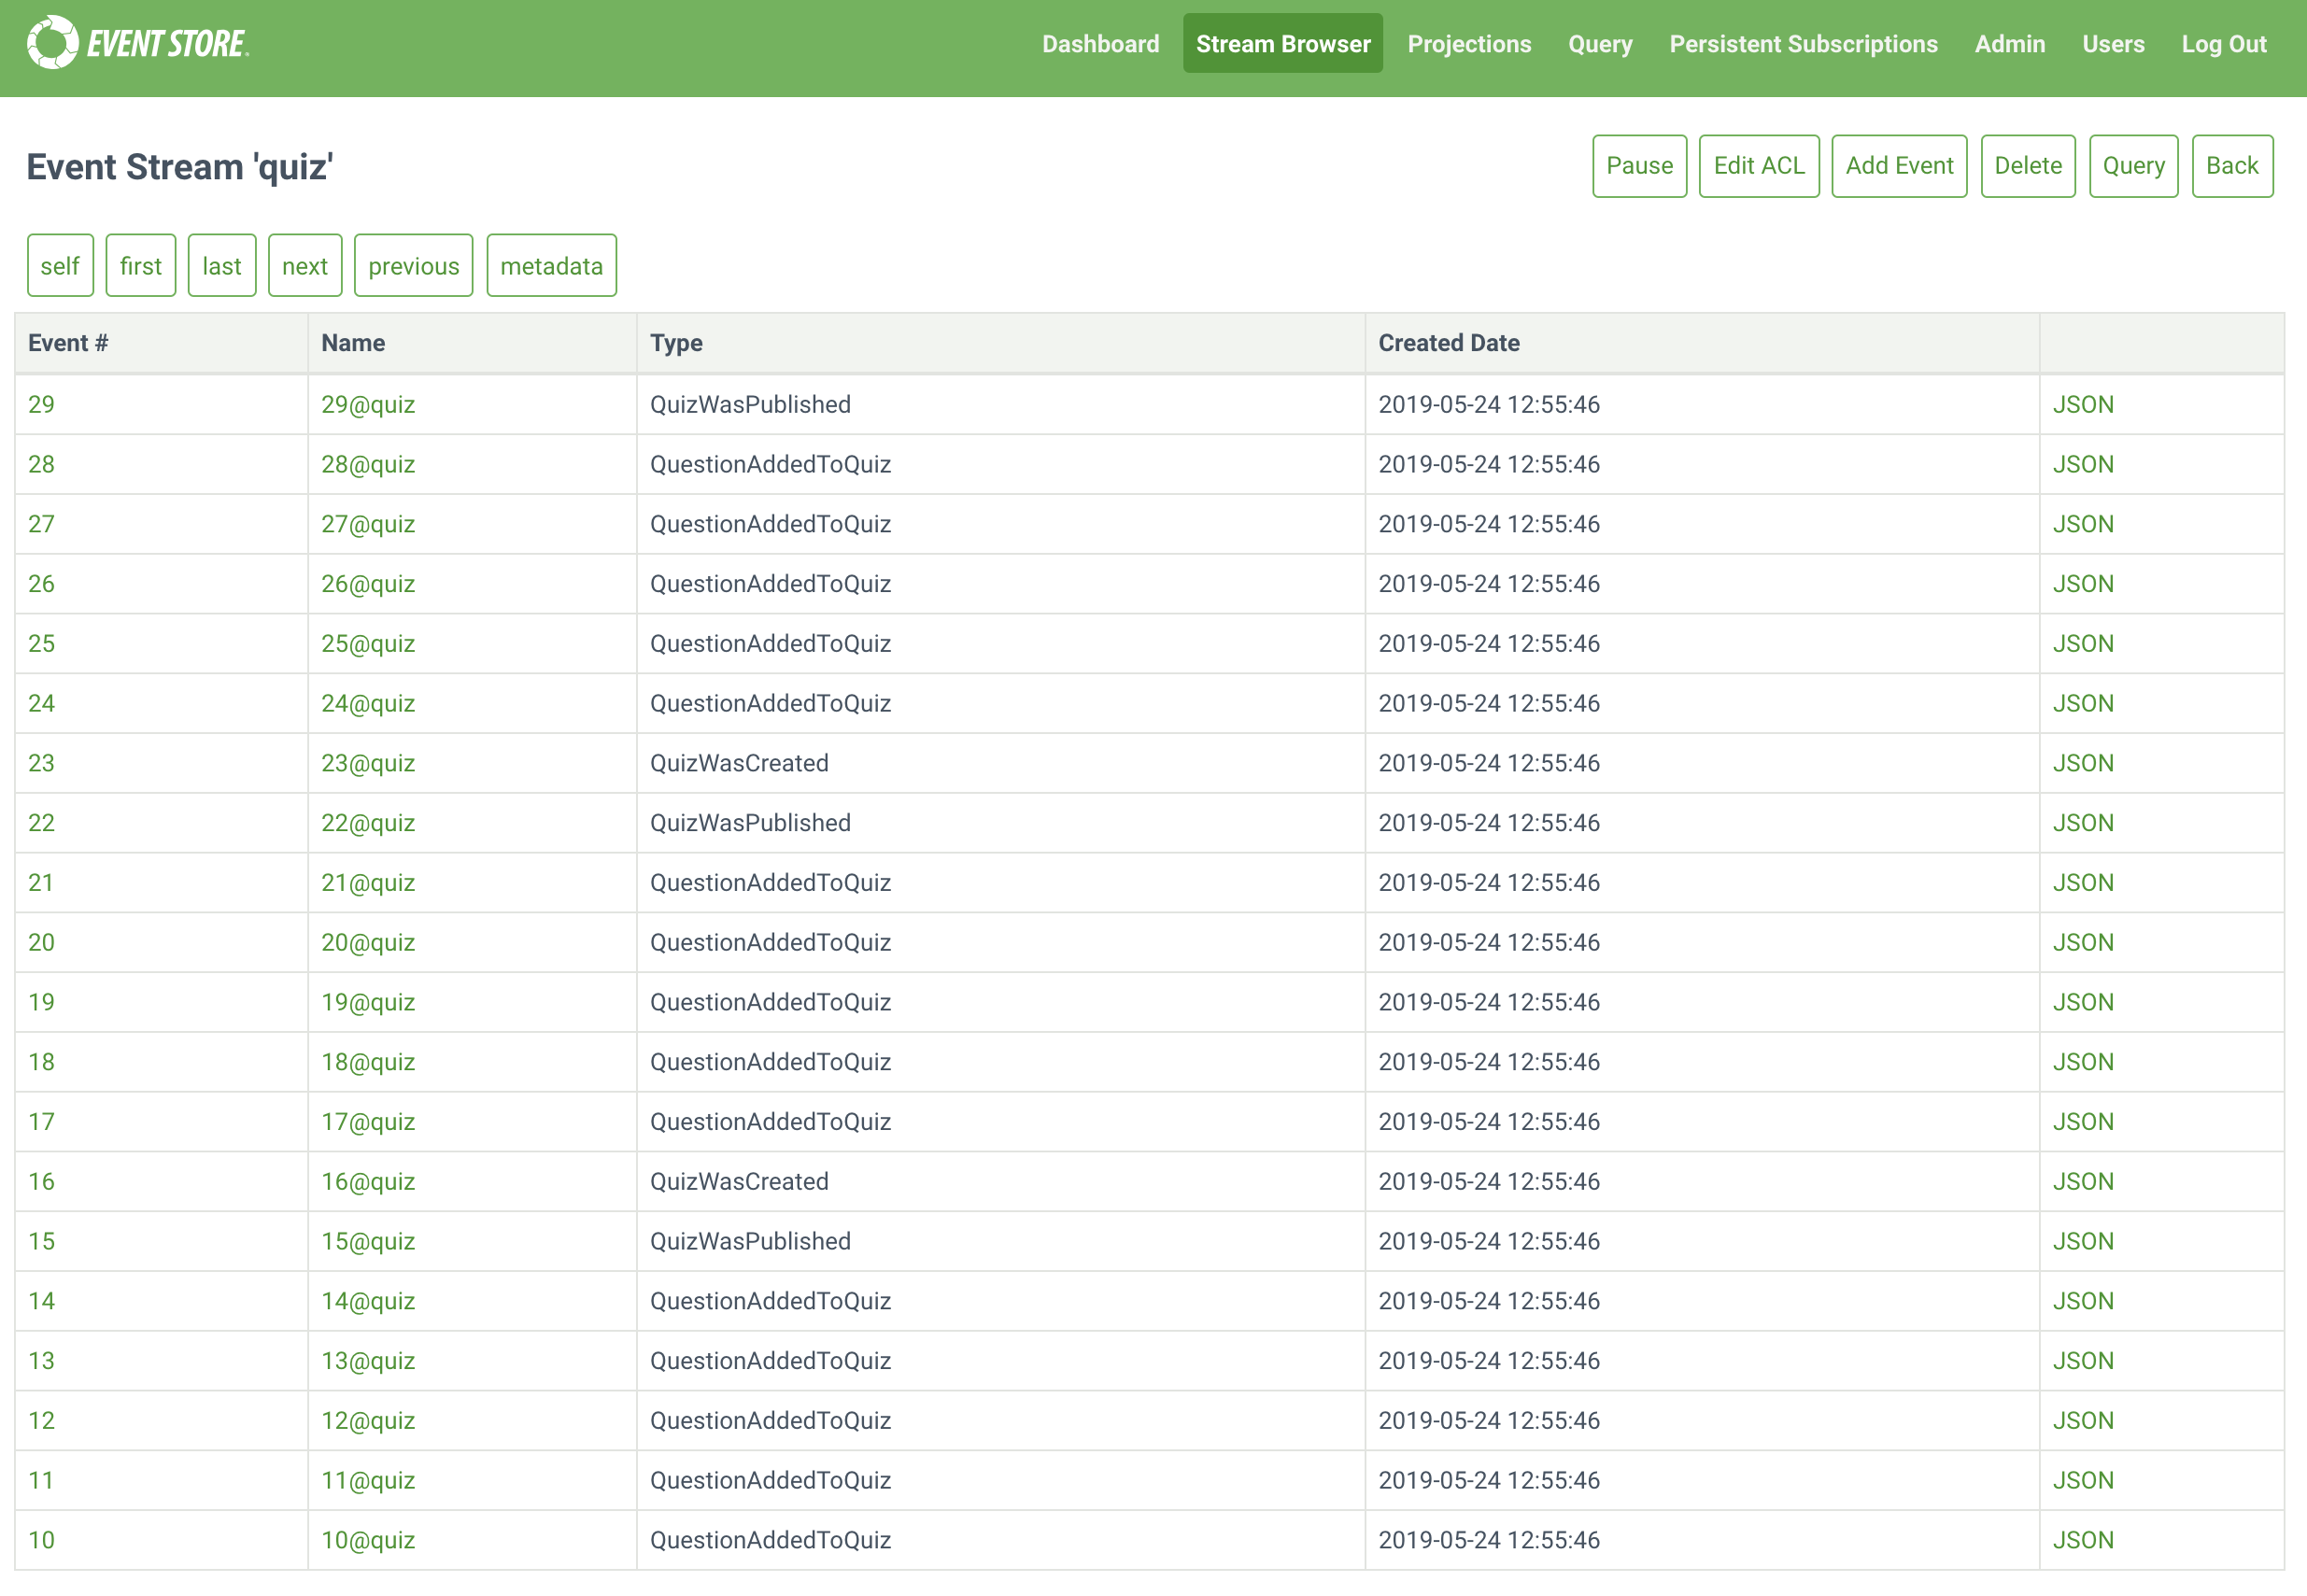 EVENT STORE Dashboard Stream Browser Projections Query Persistent Subscriptions Admin Users Log Out
Event Stream 'quiz' Pause Edit ACL Add Event Delete Query Back
self first last next previous metadata
Event # Name Type Created Date
29 29@quiz QuizWasPublished 2019-05-24 12:55:46 JSON
28 28@quiz QuestionAddedToQuiz 2019-05-24 12:55:46 JSON
27 27@quiz QuestionAddedToQuiz 2019-05-24 12:55:46 JSON
26 26@quiz QuestionAddedToQuiz 2019-05-24 12:55:46 JSON
25 25@quiz QuestionAddedToQuiz 2019-05-24 12:55:46 JSON
24 24@quiz QuestionAddedToQuiz 2019-05-24 12:55:46 JSON
23 23@quiz QuizWasCreated 2019-05-24 12:55:46 JSON
22 22@quiz QuizWasPublished 2019-05-24 12:55:46 JSON
21 21@quiz QuestionAddedToQuiz 2019-05-24 12:55:46 JSON
20 20@quiz QuestionAddedToQuiz 2019-05-24 12:55:46 JSON
19 19@quiz QuestionAddedToQuiz 2019-05-24 12:55:46 JSON
18 18@quiz QuestionAddedToQuiz 2019-05-24 12:55:46 JSON
17 17@quiz QuestionAddedToQuiz 2019-05-24 12:55:46 JSON
16 16@quiz QuizWasCreated 2019-05-24 12:55:46 JSON
15 15@quiz QuizWasPublished 2019-05-24 12:55:46 JSON
14 14@quiz QuestionAddedToQuiz 2019-05-24 12:55:46 JSON
13 13@quiz QuestionAddedToQuiz 2019-05-24 12:55:46 JSON
12 12@quiz QuestionAddedToQuiz 2019-05-24 12:55:46 JSON
11 11@quiz QuestionAddedToQuiz 2019-05-24 12:55:46 JSON
10 10@quiz QuestionAddedToQuiz 2019-05-24 12:55:46 JSON